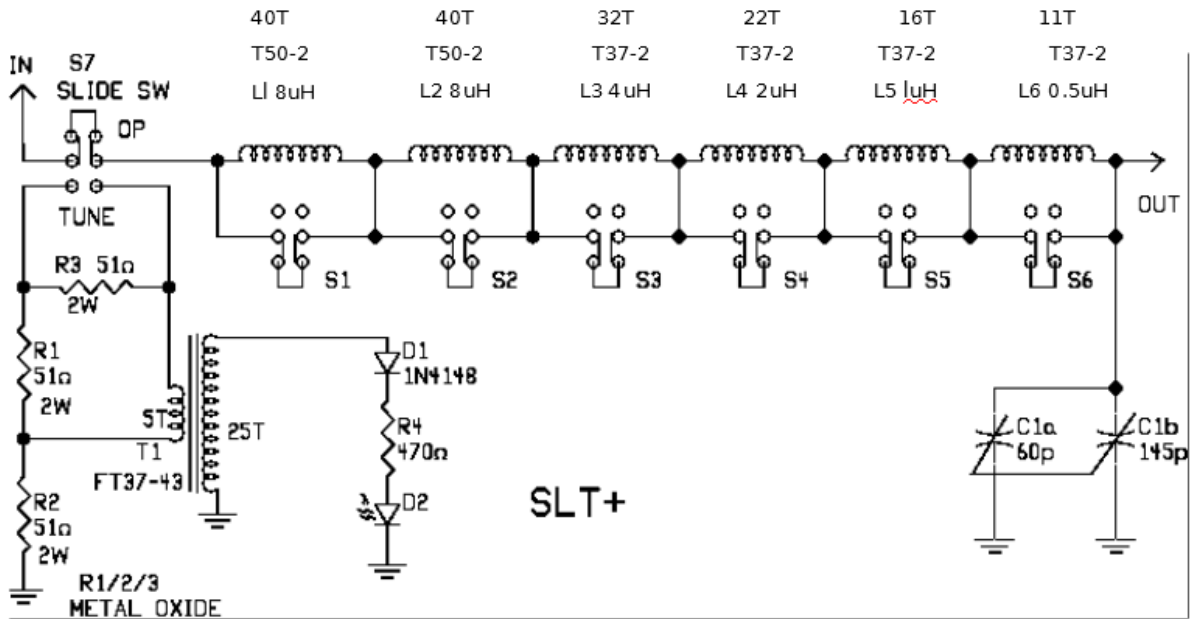 40T 40T 32T 22T 16T 11T
T50-2 T50-2 T37-2 T37-2 T37-2 T37-2
Ll 8uH L2 8uH L3 4 uH L4 2uH L5 luH L6 0.5uH
IN S7
SLIDE SW
OP
TUNE
OUT
S1 S2 S3 S4 S5 S6
R3 51Ω
2W
R1
51Ω
2W
5T
T1
FT37-43
25T
D1
1N4148
R4
470Ω
D2
R2
51Ω
2W
SLT+
C1a
60p
C1b
145p
R1/2/3
METAL OXIDE